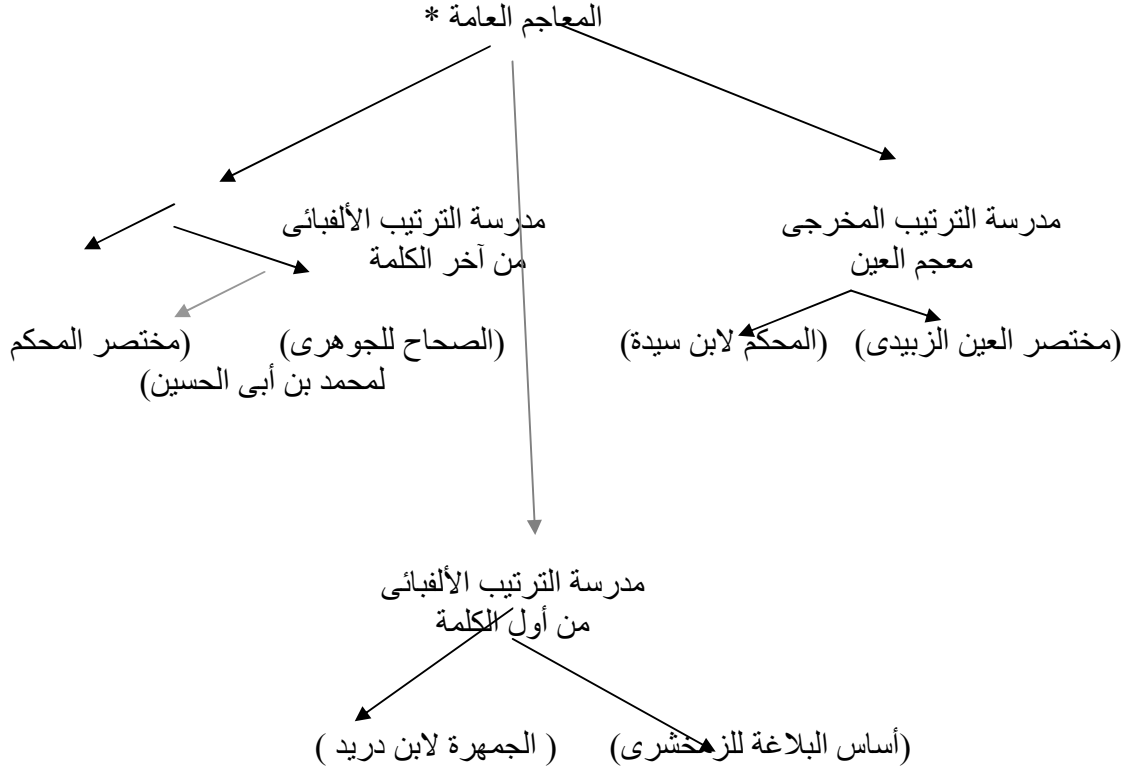 المعاجم العامة *
مدرسة الترتيب المخرجى
معجم العين
مدرسة الترتيب الألفبائى
من آخر الكلمة
(مختصر العين الزبيدى) (المحكم لابن سيدة)
(الصحاح للجوهرى) (مختصر المحكم
لمحمد بن أبى الحسين)
مدرسة الترتيب الألفبائى
من أول الكلمة
(أساس البلاغة للزمخشرى) ( الجمهرة لابن دريد )